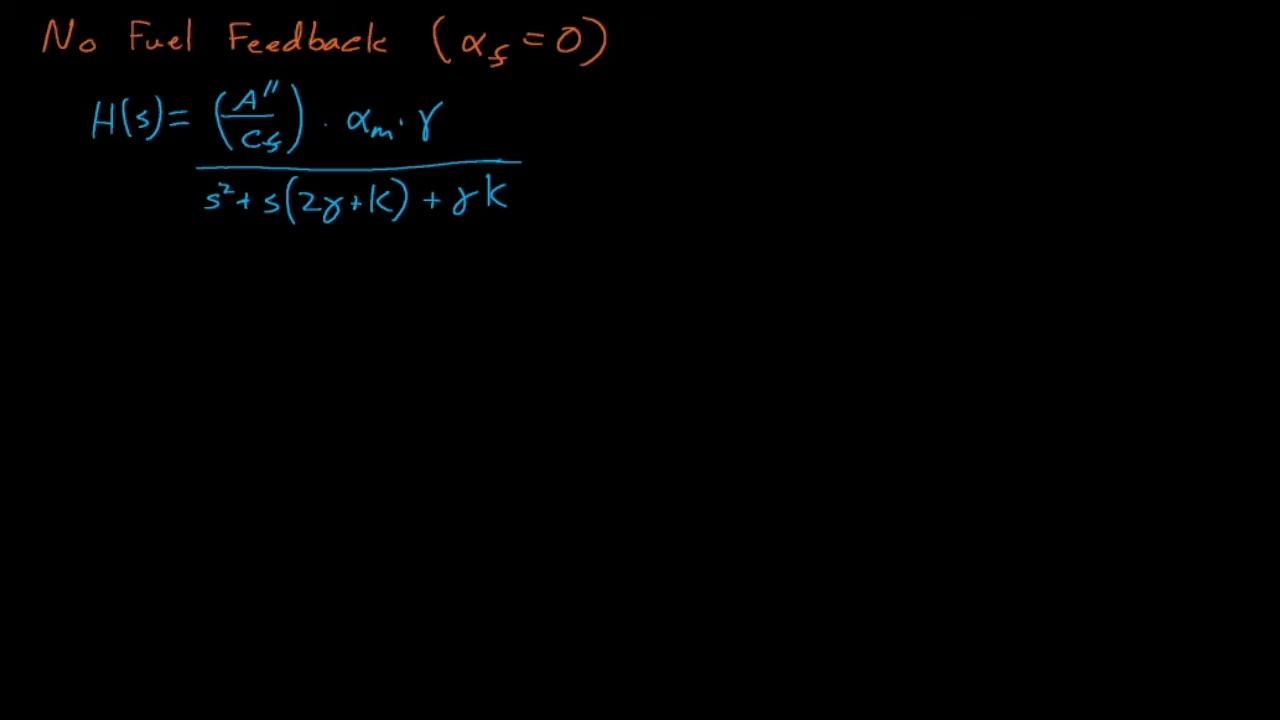 No Fuel Feedback (α_f = 0)
H(s) = (A″/C_f) · α_m · γ
s² + s(2γ + k) + γk